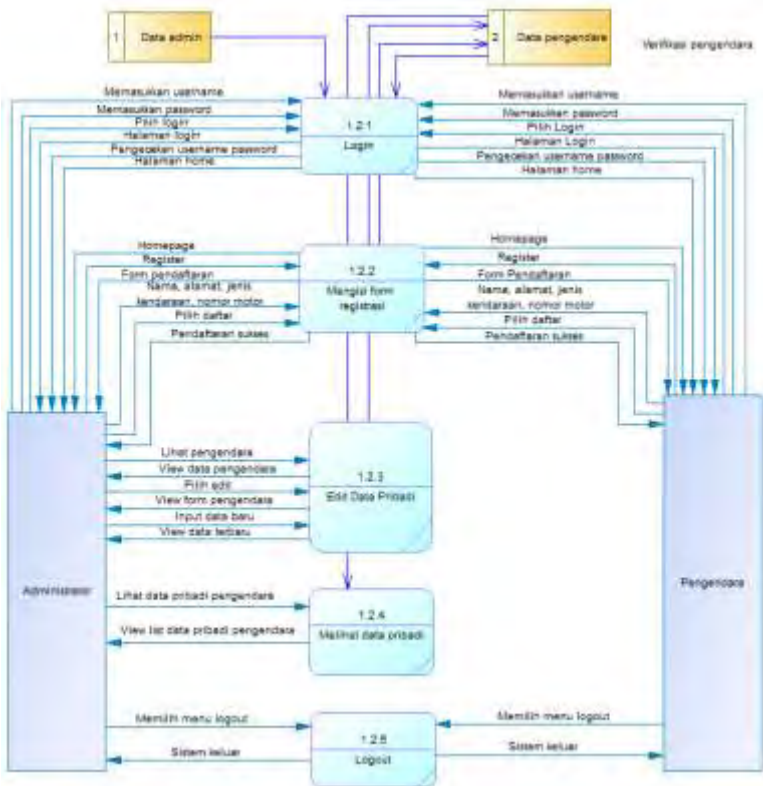 1 Data admin
2 Data pengendara
Verifikasi pengendara
Memasukkan username
Memasukkan password
Pilih login
Halaman login
Pengecekan username password
Halaman home
1.2.1
Login
Memasukkan username
Memasukkan password
Pilih Login
Halaman Login
Pengecekan username password
Halaman home
Homepage
Register
Form pendaftaran
Nama, alamat, jenis
kendaraan, nomor motor
Pilih daftar
Pendaftaran sukses
1.2.2
Mengisi form
registrasi
Homepage
Register
Form Pendaftaran
Nama, alamat, jenis
kendaraan, nomor motor
Pilih daftar
Pendaftaran sukses
Lihat pengendara
View data pengendara
Pilih edit
View form pengendara
Input data baru
View data terbaru
1.2.3
Edit Data Pribadi
Administrator
Pengendara
Lihat data pribadi pengendara
View list data pribadi pengendara
1.2.4
Melihat data pribadi
Memilih menu logout
Sistem keluar
1.2.5
Logout
Memilih menu logout
Sistem keluar